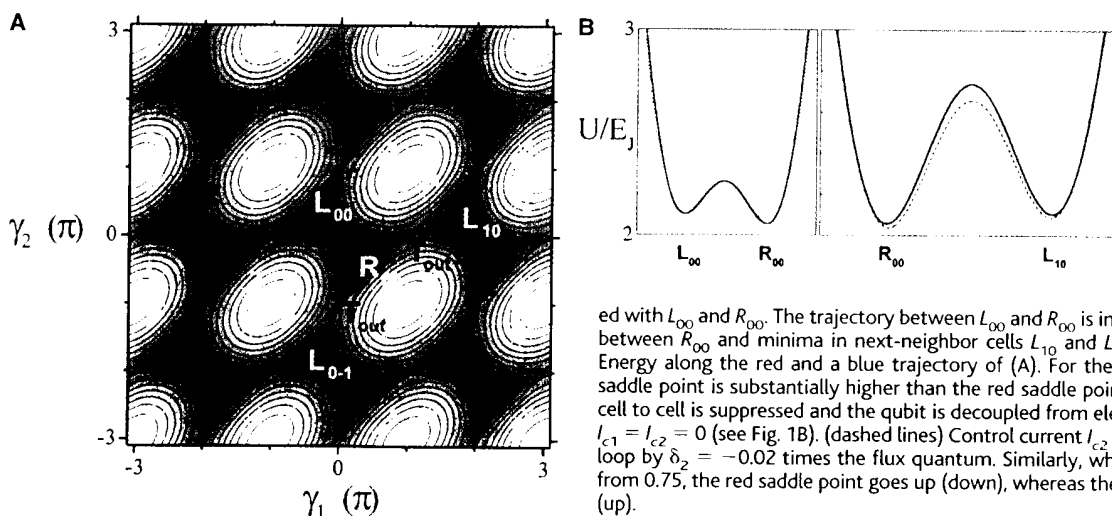 A
3
0
-3
γ₂ (π)
-3
0
3
γ₁ (π)
L₀₀
L₁₀
R
out
L₀₋₁
out
B
3
U/E_J
2
L₀₀
R₀₀
R₀₀
L₁₀
ed with L₀₀ and R₀₀. The trajectory between L₀₀ and R₀₀ is in
between R₀₀ and minima in next-neighbor cells L₁₀ and L
Energy along the red and a blue trajectory of (A). For the
saddle point is substantially higher than the red saddle poin
cell to cell is suppressed and the qubit is decoupled from ele
I_c1 = I_c2 = 0 (see Fig. 1B). (dashed lines) Control current I_c2
loop by δ₂ = −0.02 times the flux quantum. Similarly, wh
from 0.75, the red saddle point goes up (down), whereas the
(up).